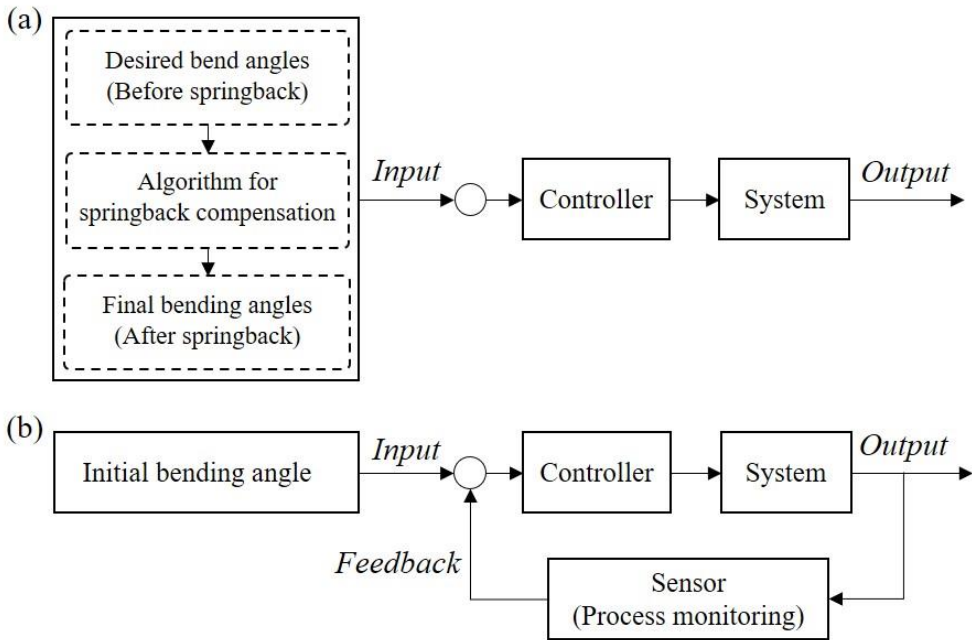 (a)
Desired bend angles
(Before springback)
Algorithm for
springback compensation
Final bending angles
(After springback)
Input
Controller
System
Output
(b)
Initial bending angle
Input
Controller
System
Output
Feedback
Sensor
(Process monitoring)